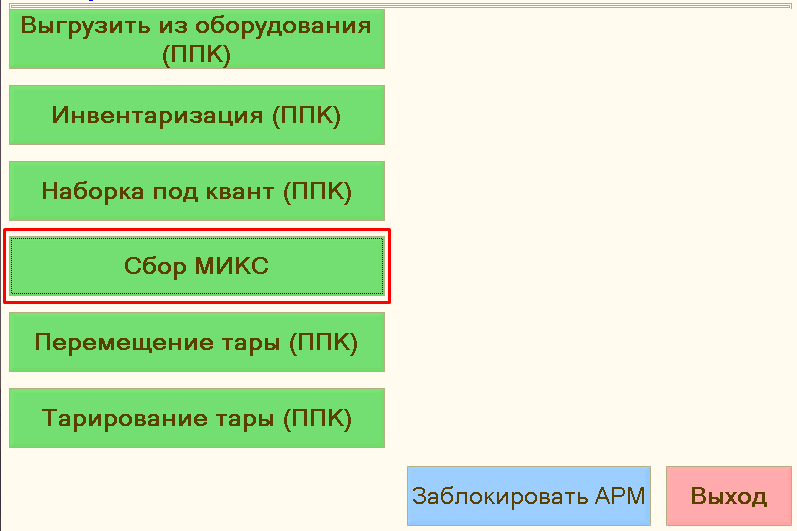 Выгрузить из оборудования
(ППК)
Инвентаризация (ППК)
Наборка под квант (ППК)
Сбор МИКС
Перемещение тары (ППК)
Тарирование тары (ППК)
Заблокировать АРМ
Выход